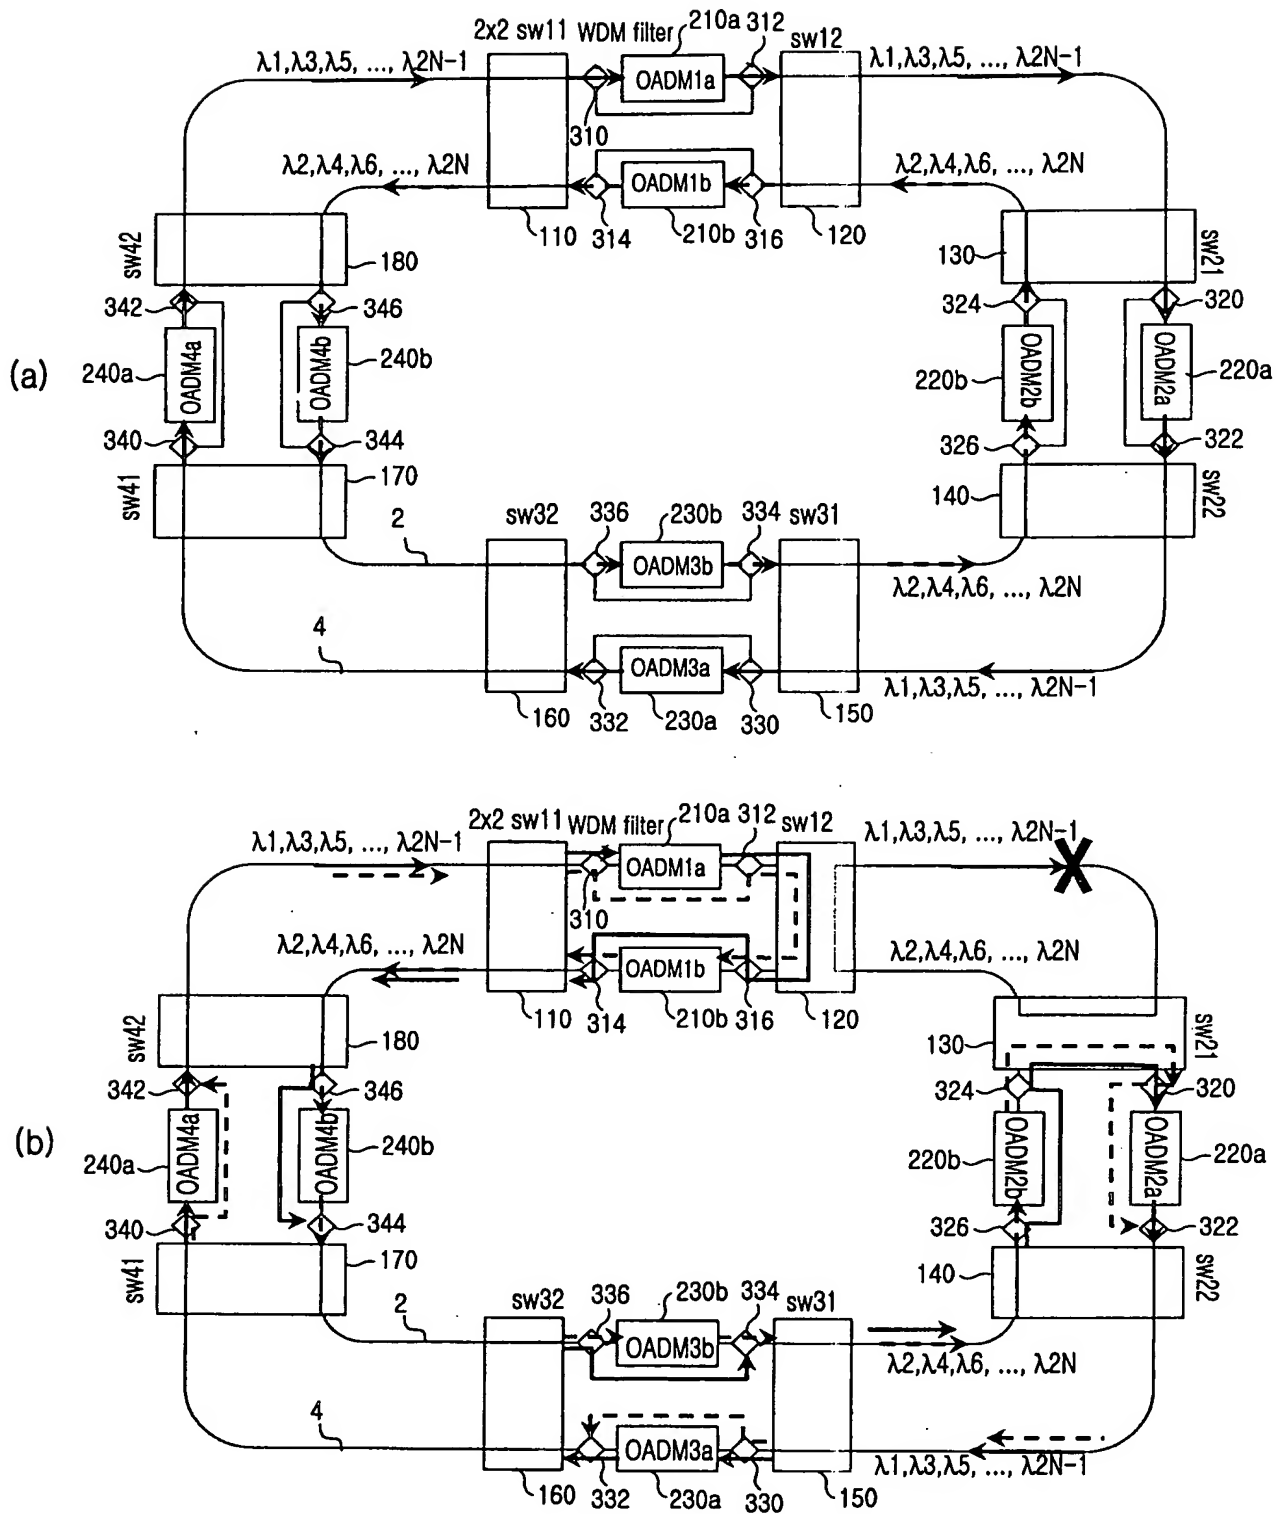 2x2 sw11 WDM filter 210a 312 sw12
λ1,λ3,λ5, ..., λ2N-1
OADM1a
λ1,λ3,λ5, ..., λ2N-1
310
λ2,λ4,λ6, ..., λ2N
OADM1b
λ2,λ4,λ6, ..., λ2N
110 314 210b 316 120
sw42 180 130 sw21
342 346 324 320
(a)
240a OADM4a OADM4b 240b 220b OADM2b OADM2a 220a
340 344 326 322
sw41 170 140 sw22
2
sw32 336 230b 334 sw31
OADM3b
λ2,λ4,λ6, ..., λ2N
4
OADM3a
λ1,λ3,λ5, ..., λ2N-1
160 332 230a 330 150
2x2 sw11 WDM filter 210a 312 sw12
λ1,λ3,λ5, ..., λ2N-1
OADM1a
λ1,λ3,λ5, ..., λ2N-1
310
λ2,λ4,λ6, ..., λ2N
OADM1b
λ2,λ4,λ6, ..., λ2N
110 314 210b 316 120
sw42 180 130 sw21
342 346 324 320
(b)
240a OADM4a OADM4b 240b 220b OADM2b OADM2a 220a
340 344 326 322
sw41 170 140 sw22
2
sw32 336 230b 334 sw31
OADM3b
λ2,λ4,λ6, ..., λ2N
4
OADM3a
λ1,λ3,λ5, ..., λ2N-1
160 332 230a 330 150